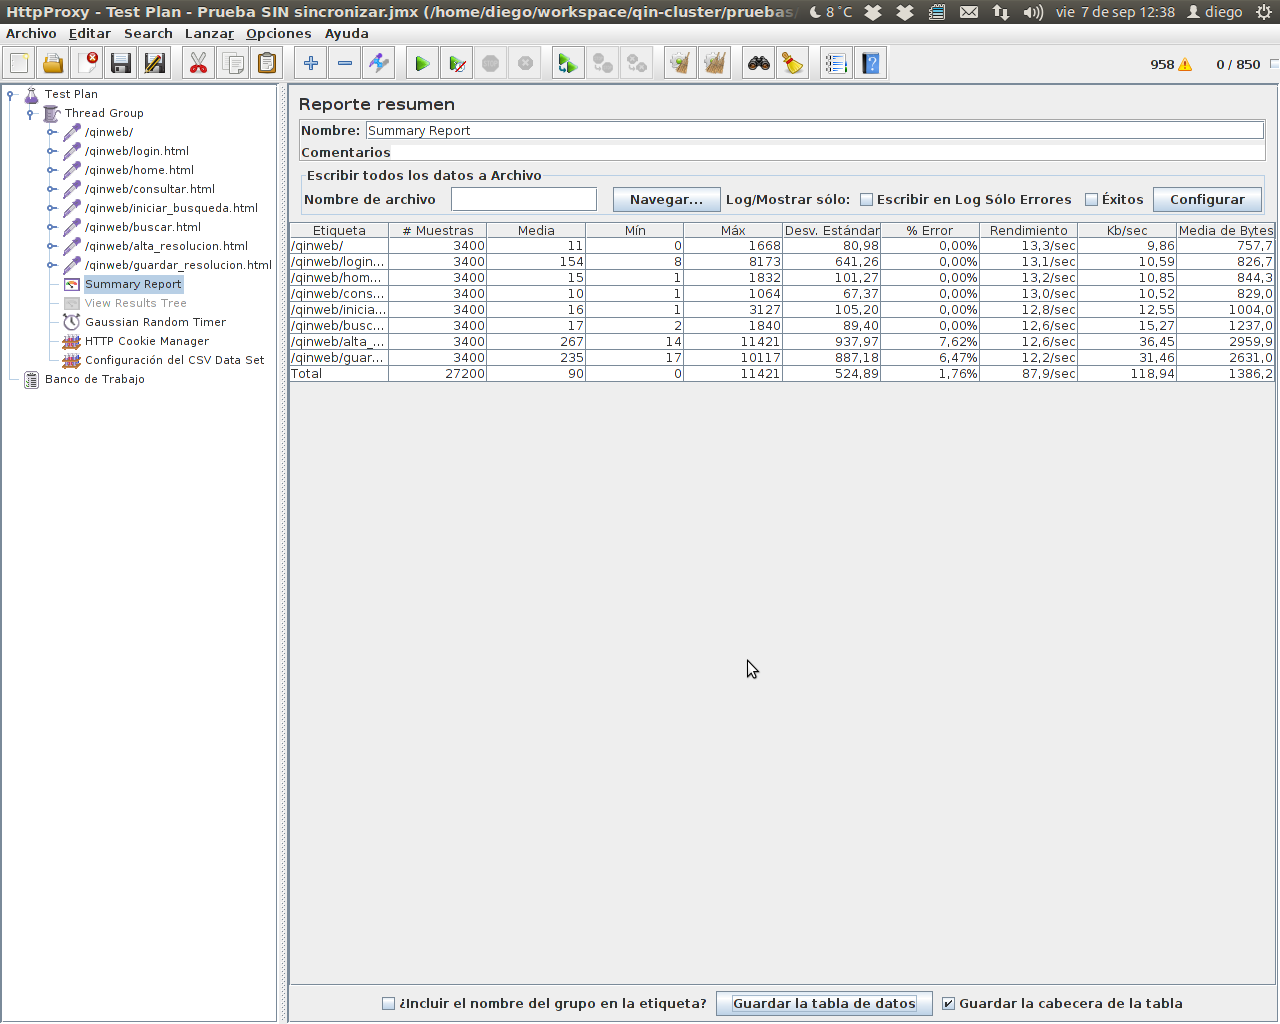 HttpProxy - Test Plan - Prueba SIN sincronizar.jmx (/home/diego/workspace/qin-cluster/pruebas/ 8°C vie 7 de sep 12:38 diego
Archivo Editar Search Lanzar Opciones Ayuda
958 0 / 850
Test Plan
Thread Group
/qinweb/
/qinweb/login.html
/qinweb/home.html
/qinweb/consultar.html
/qinweb/iniciar_busqueda.html
/qinweb/buscar.html
/qinweb/alta_resolucion.html
/qinweb/guardar_resolucion.html
Summary Report
View Results Tree
Gaussian Random Timer
HTTP Cookie Manager
Configuración del CSV Data Set
Banco de Trabajo
Reporte resumen
Nombre: Summary Report
Comentarios
Escribir todos los datos a Archivo
Nombre de archivo Navegar... Log/Mostrar sólo: Escribir en Log Sólo Errores Éxitos Configurar
Etiqueta # Muestras Media Mín Máx Desv. Estándar % Error Rendimiento Kb/sec Media de Bytes
/qinweb/ 3400 11 0 1668 80,98 0,00% 13,3/sec 9,86 757,7
/qinweb/login... 3400 154 8 8173 641,26 0,00% 13,1/sec 10,59 826,7
/qinweb/hom... 3400 15 1 1832 101,27 0,00% 13,2/sec 10,85 844,3
/qinweb/cons... 3400 10 1 1064 67,37 0,00% 13,0/sec 10,52 829,0
/qinweb/inicia... 3400 16 1 3127 105,20 0,00% 12,8/sec 12,55 1004,0
/qinweb/busc... 3400 17 2 1840 89,40 0,00% 12,6/sec 15,27 1237,0
/qinweb/alta_... 3400 267 14 11421 937,97 7,62% 12,6/sec 36,45 2959,9
/qinweb/guar... 3400 235 17 10117 887,18 6,47% 12,2/sec 31,46 2631,0
Total 27200 90 0 11421 524,89 1,76% 87,9/sec 118,94 1386,2
¿Incluir el nombre del grupo en la etiqueta? Guardar la tabla de datos Guardar la cabecera de la tabla